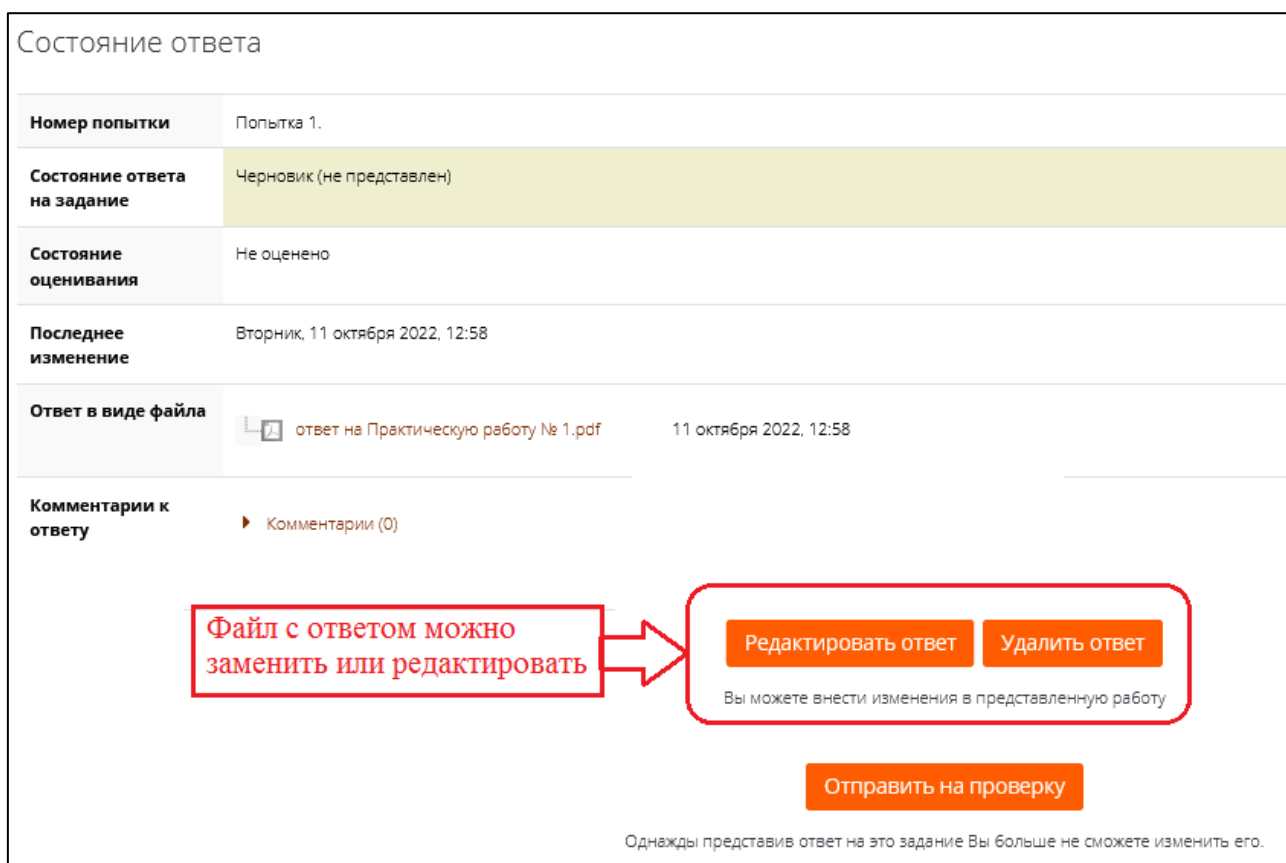 Состояние ответа
Номер попытки Попытка 1.
Состояние ответа Черновик (не представлен)
на задание
Состояние Не оценено
оценивания
Последнее Вторник, 11 октября 2022, 12:58
изменение
Ответ в виде файла
ответ на Практическую работу № 1.pdf 11 октября 2022, 12:58
Комментарии к
ответу
Комментарии (0)
Файл с ответом можно
заменить или редактировать
Редактировать ответ Удалить ответ
Вы можете внести изменения в представленную работу
Отправить на проверку
Однажды представив ответ на это задание Вы больше не сможете изменить его.